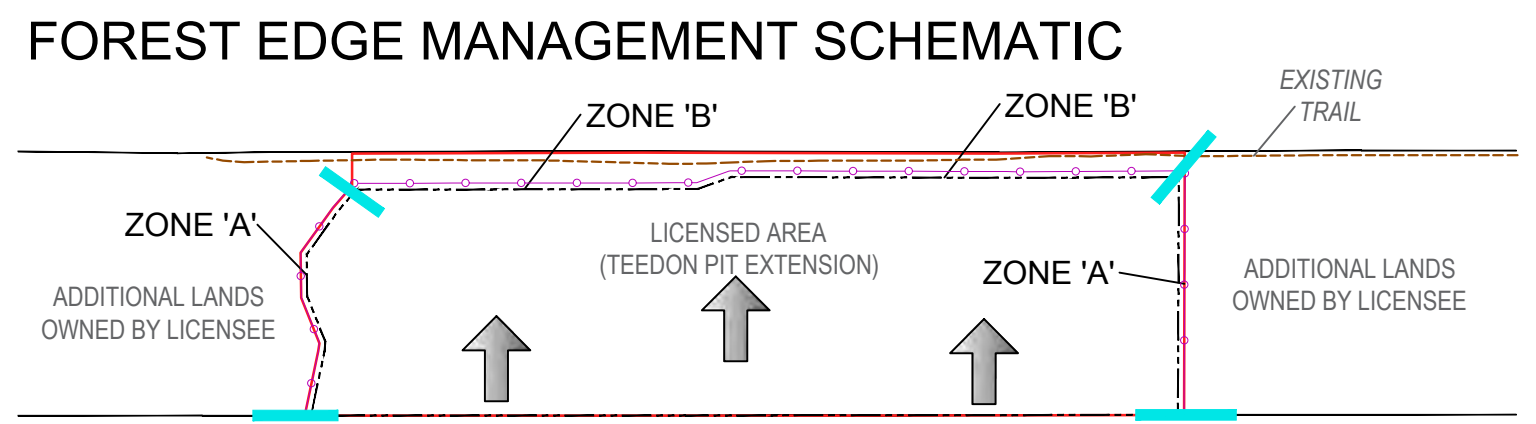 FOREST EDGE MANAGEMENT SCHEMATIC
EXISTING
TRAIL
ZONE 'B'
ZONE 'B'
ZONE 'A'
LICENSED AREA
(TEEDON PIT EXTENSION)
ZONE 'A'
ADDITIONAL LANDS
OWNED BY LICENSEE
ADDITIONAL LANDS
OWNED BY LICENSEE